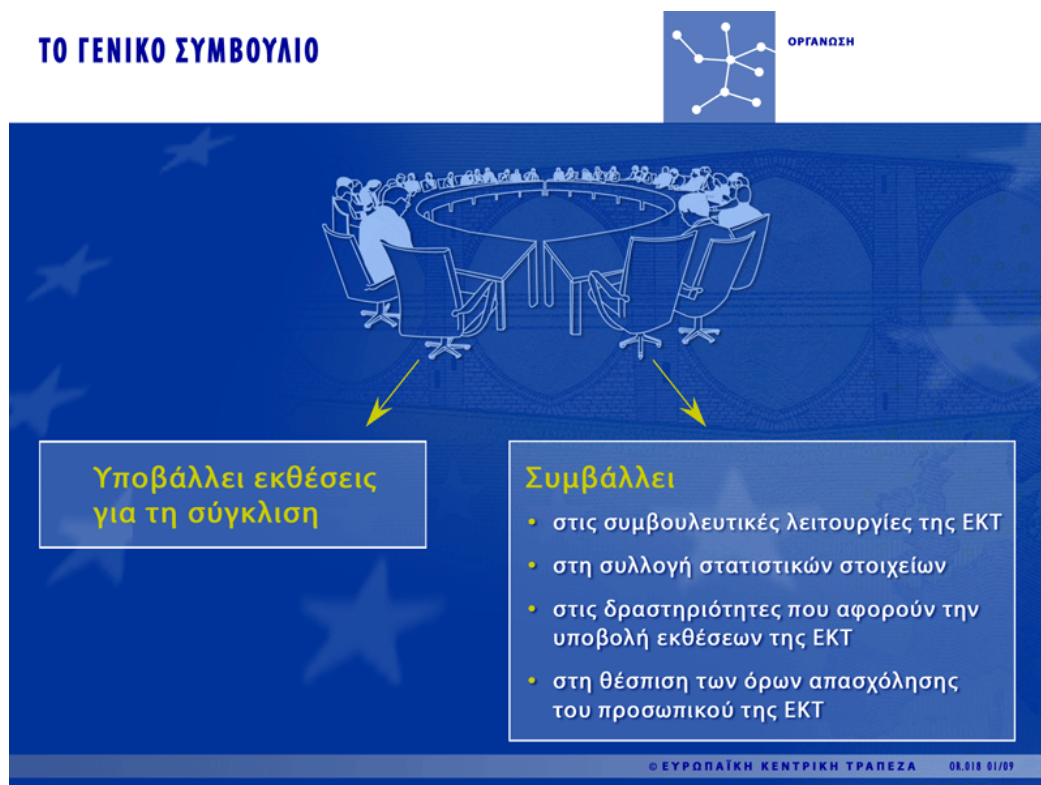 ΤΟ ΓΕΝΙΚΟ ΣΥΜΒΟΥΛΙΟ
ΟΡΓΑΝΩΣΗ
Υποβάλλει εκθέσεις
για τη σύγκλιση
Συμβάλλει
• στις συμβουλευτικές λειτουργίες της ΕΚΤ
• στη συλλογή στατιστικών στοιχείων
• στις δραστηριότητες που αφορούν την
υποβολή εκθέσεων της ΕΚΤ
• στη θέσπιση των όρων απασχόλησης
του προσωπικού της ΕΚΤ
© ΕΥΡΩΠΑΪΚΗ ΚΕΝΤΡΙΚΗ ΤΡΑΠΕΖΑ OR.018 01/09